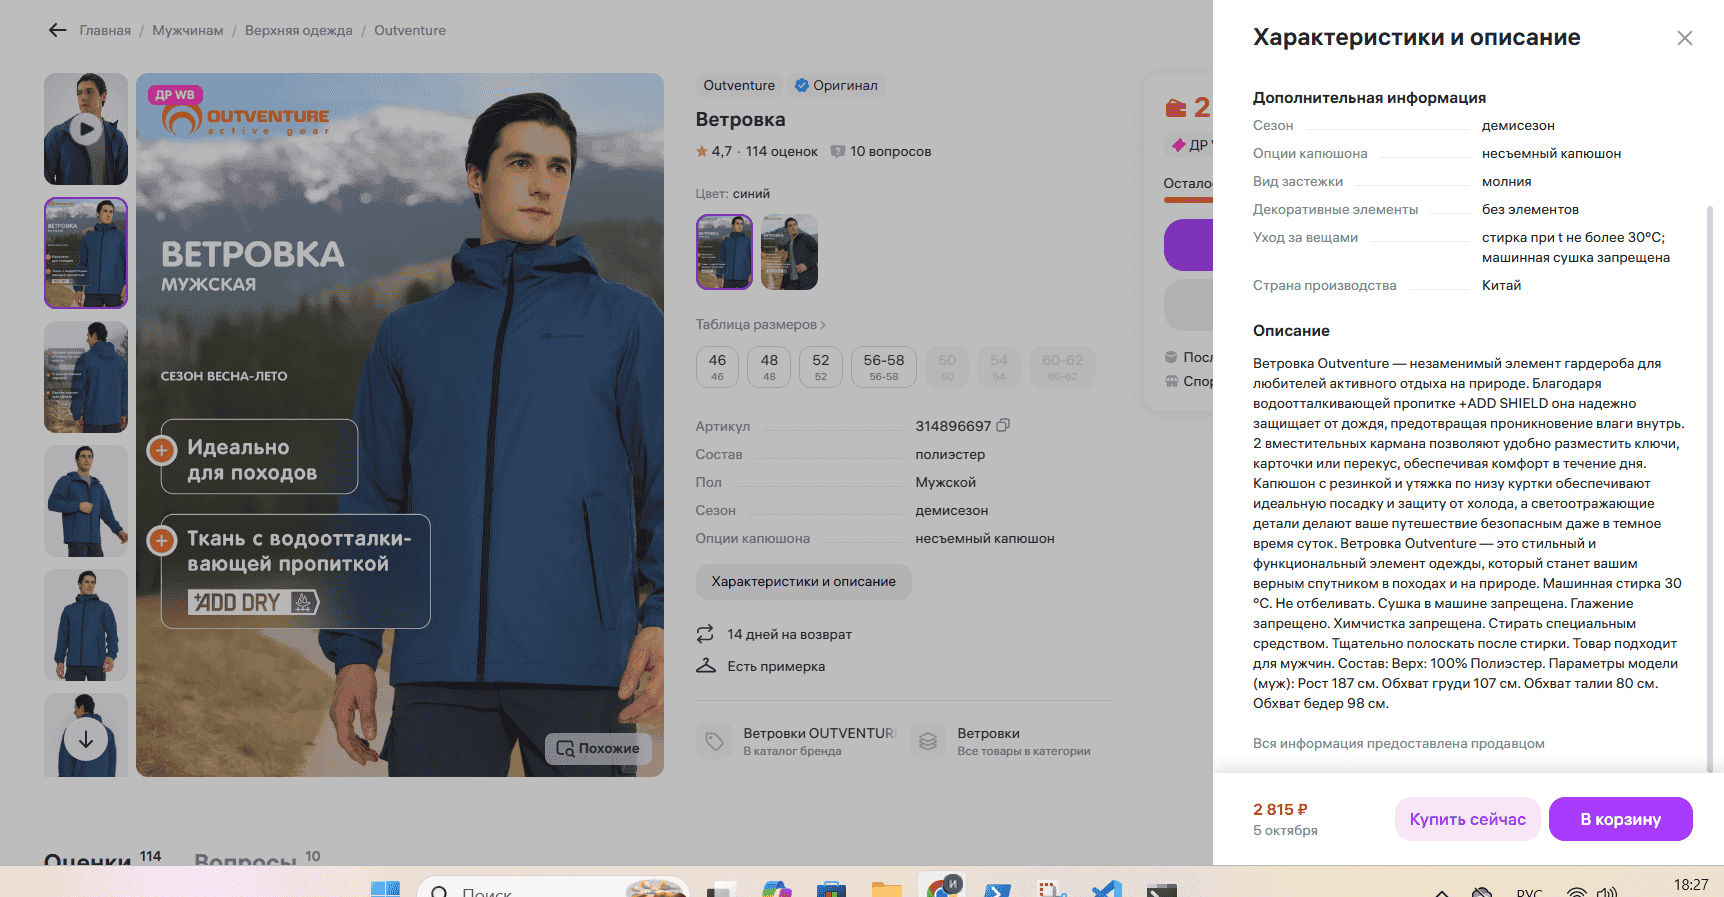 Главная / Мужчинам / Верхняя одежда / Outventure
ДР WB
OUTVENTURE
active gear
ВЕТРОВКА
МУЖСКАЯ
СЕЗОН ВЕСНА-ЛЕТО
Идеально
для походов
Ткань с водоотталки-
вающей пропиткой
+ADD DRY
Похожие
Outventure
Оригинал
Ветровка
4,7 · 114 оценок
10 вопросов
Цвет: синий
Таблица размеров
46 48 52 56-58 50 54 60-62
46 48 52 56-58 50 54 60-62
Артикул 314896697
Состав полиэстер
Пол Мужской
Сезон демисезон
Опции капюшона несъемный капюшон
Характеристики и описание
14 дней на возврат
Есть примерка
Ветровки OUTVENTURE
В каталог бренда
Ветровки
Все товары в категории
2
ДР
Остало
Посл
Спор
Оценки 114
Вопросы 10
Характеристики и описание
Дополнительная информация
Сезон демисезон
Опции капюшона несъемный капюшон
Вид застежки молния
Декоративные элементы без элементов
Уход за вещами стирка при t не более 30°C;
машинная сушка запрещена
Страна производства Китай
Описание
Ветровка Outventure — незаменимый элемент гардероба для
любителей активного отдыха на природе. Благодаря
водоотталкивающей пропитке +ADD SHIELD она надежно
защищает от дождя, предотвращая проникновение влаги внутрь.
2 вместительных кармана позволяют удобно разместить ключи,
карточки или перекус, обеспечивая комфорт в течение дня.
Капюшон с резинкой и утяжка по низу куртки обеспечивают
идеальную посадку и защиту от холода, а светоотражающие
детали делают ваше путешествие безопасным даже в темное
время суток. Ветровка Outventure — это стильный и
функциональный элемент одежды, который станет вашим
верным спутником в походах и на природе. Машинная стирка 30
°C. Не отбеливать. Сушка в машине запрещена. Глажение
запрещено. Химчистка запрещена. Стирать специальным
средством. Тщательно полоскать после стирки. Товар подходит
для мужчин. Состав: Верх: 100% Полиэстер. Параметры модели
(муж): Рост 187 см. Обхват груди 107 см. Обхват талии 80 см.
Обхват бедер 98 см.
Вся информация предоставлена продавцом
2 815 ₽
5 октября
Купить сейчас
В корзину
Поиск
И
РУС
18:27